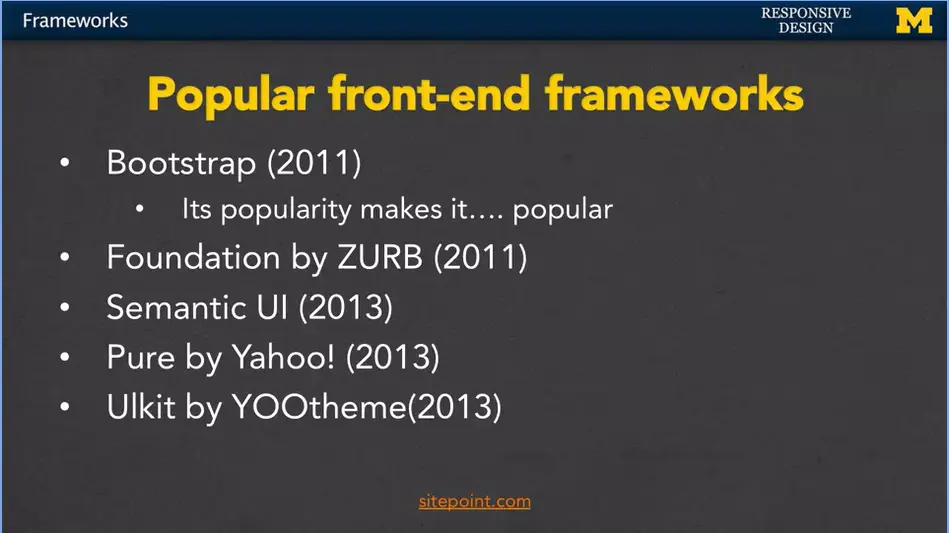 Frameworks
RESPONSIVE
DESIGN
M
Popular front-end frameworks
• Bootstrap (2011)
• Its popularity makes it.... popular
• Foundation by ZURB (2011)
• Semantic UI (2013)
• Pure by Yahoo! (2013)
• UIkit by YOOtheme(2013)
sitepoint.com